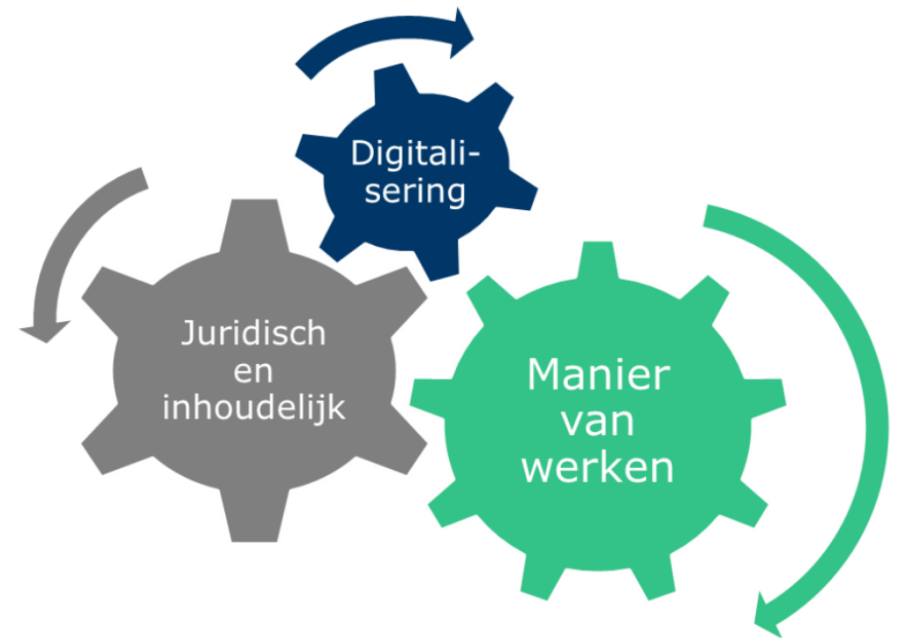 Digitali-
sering
Juridisch
en
inhoudelijk
Manier
van
werken